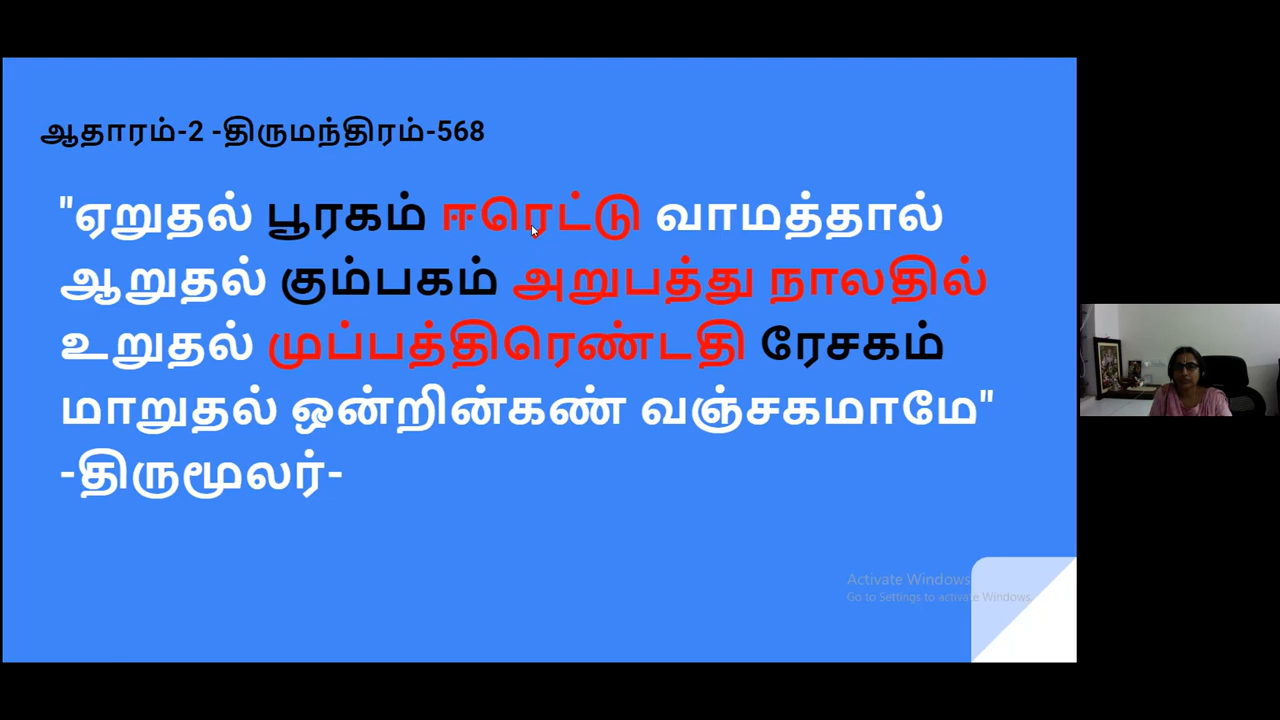 ஆதாரம்-2 -திருமந்திரம்-568
"ஏறுதல் பூரகம் ஈரெட்டு வாமத்தால்
ஆறுதல் கும்பகம் அறுபத்து நாலதில்
உறுதல் முப்பத்திரெண்டதி ரேசகம்
மாறுதல் ஒன்றின்கண் வஞ்சகமாமே"
-திருமூலர்-
Activate Windows
Go to Settings to activate Windows.